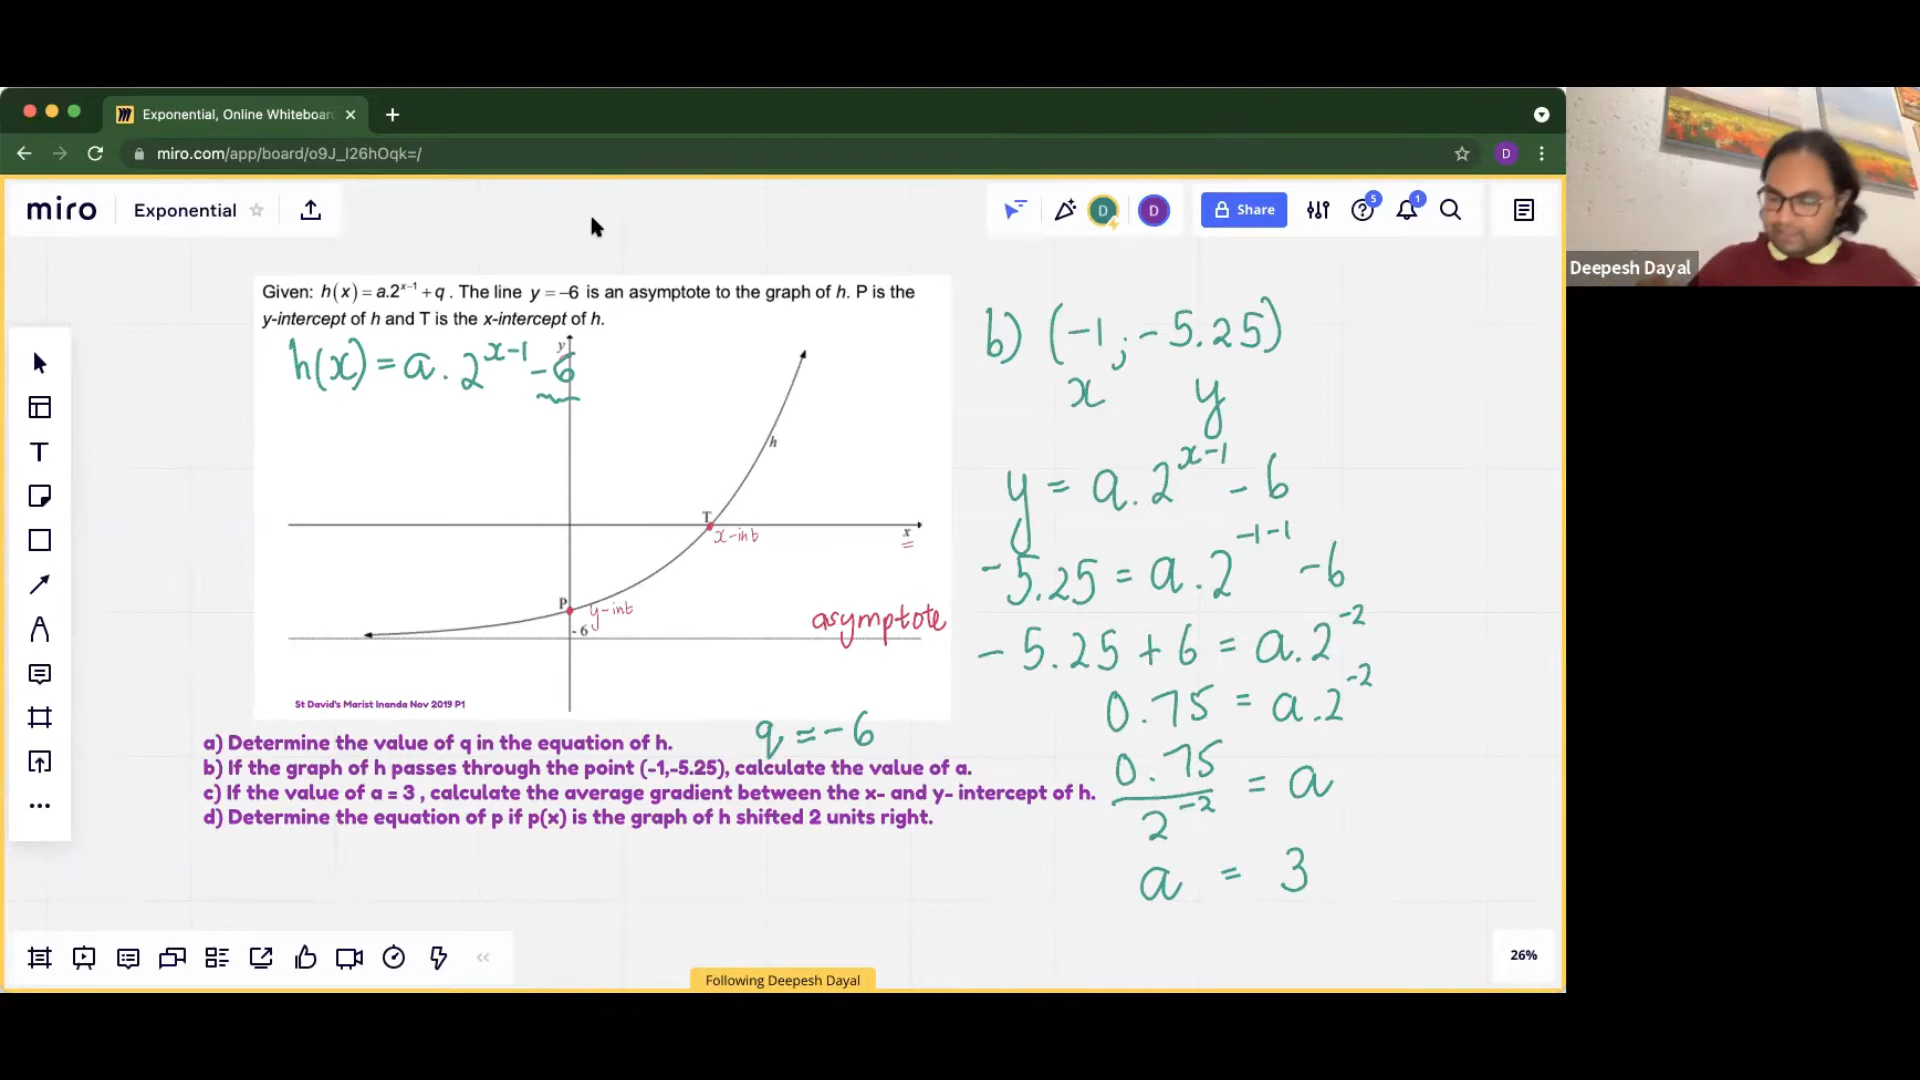 Exponential, Online Whiteboard
miro.com/app/board/o9J_l26hOqk=/
D
miro
Exponential
D
D
Share
5
1
Deepesh Dayal
Given: h(x) = a.2^{x−1} + q . The line y = −6 is an asymptote to the graph of h. P is the
y-intercept of h and T is the x-intercept of h.
h(x) = a . 2^{x-1} - 6
y
h
T
x-int
x
P
y-int
- 6
asymptote
St David's Marist Inanda Nov 2019 P1
q = - 6
a) Determine the value of q in the equation of h.
b) If the graph of h passes through the point (-1,-5.25), calculate the value of a.
c) If the value of a = 3 , calculate the average gradient between the x- and y- intercept of h.
d) Determine the equation of p if p(x) is the graph of h shifted 2 units right.
b) (-1 ; -5.25)
x y
y = a . 2^{x-1} - 6
-5.25 = a . 2^{-1-1} - 6
- 5.25 + 6 = a . 2^{-2}
0.75 = a . 2^{-2}
0.75 / 2^{-2} = a
a = 3
26%
Following Deepesh Dayal